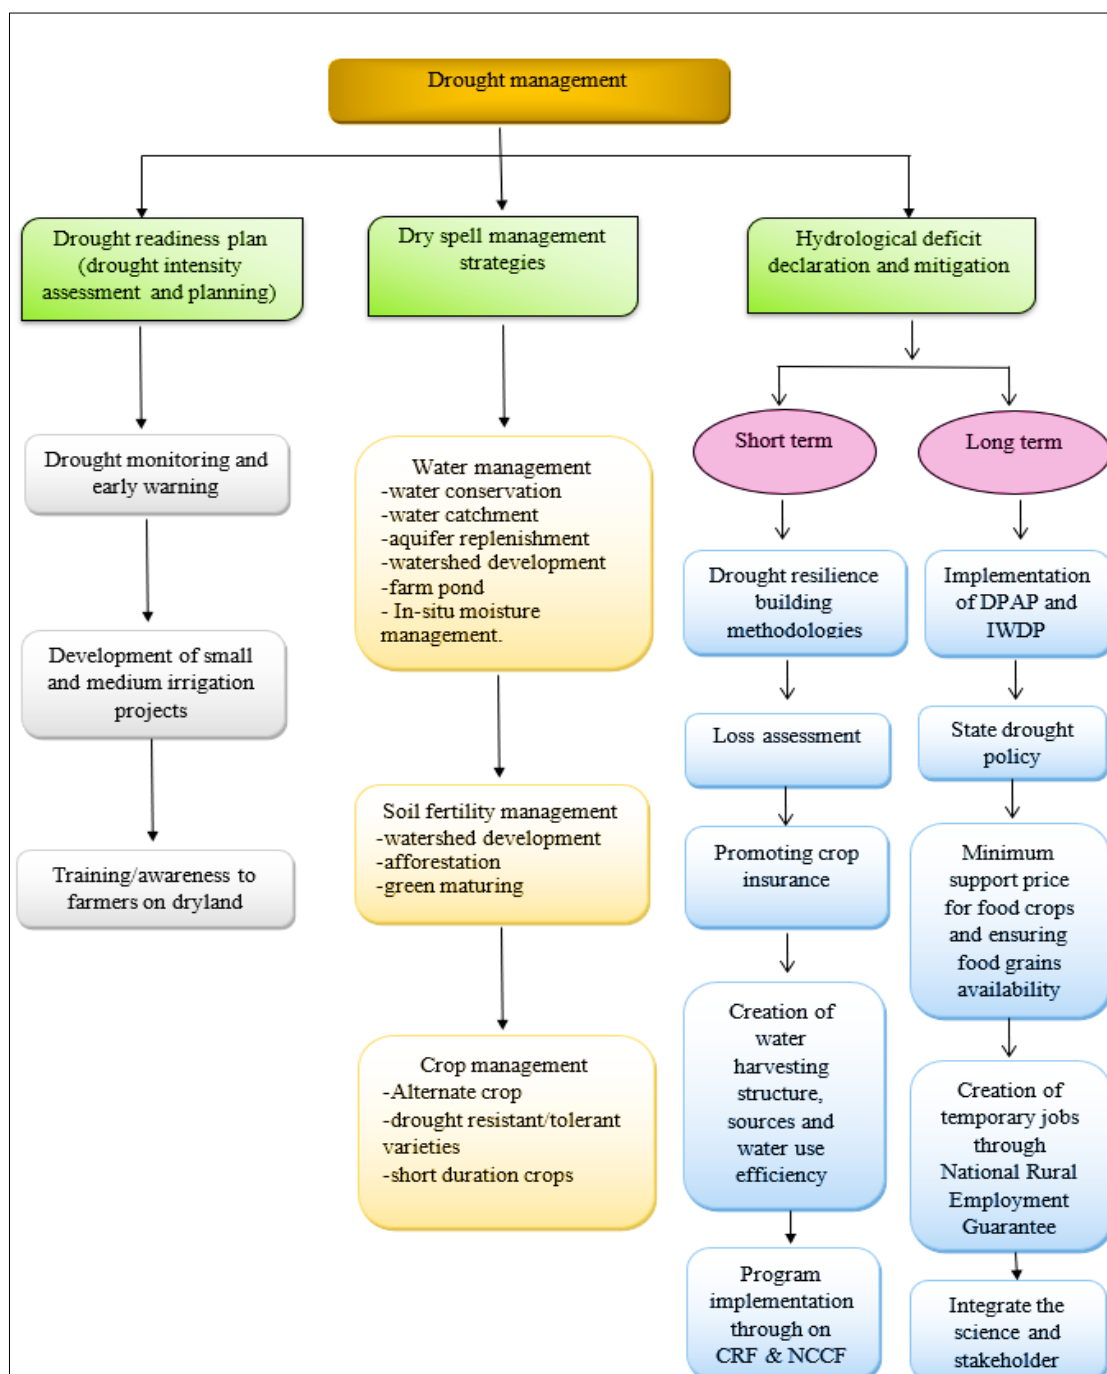 Drought management
Drought readiness plan
(drought intensity
assessment and planning)
Dry spell management
strategies
Hydrological deficit
declaration and mitigation
Drought monitoring and
early warning
Development of small
and medium irrigation
projects
Training/awareness to
farmers on dryland
Water management
-water conservation
-water catchment
-aquifer replenishment
-watershed development
-farm pond
- In-situ moisture
management.
Soil fertility management
-watershed development
-afforestation
-green maturing
Crop management
-Alternate crop
-drought resistant/tolerant
varieties
-short duration crops
Short term
Drought resilience
building
methodologies
Loss assessment
Promoting crop
insurance
Creation of
water
harvesting
structure,
sources and
water use
efficiency
Program
implementation
through on
CRF & NCCF
Long term
Implementation
of DPAP and
IWDP
State drought
policy
Minimum
support price
for food crops
and ensuring
food grains
availability
Creation of
temporary jobs
through
National Rural
Employment
Guarantee
Integrate the
science and
stakeholder